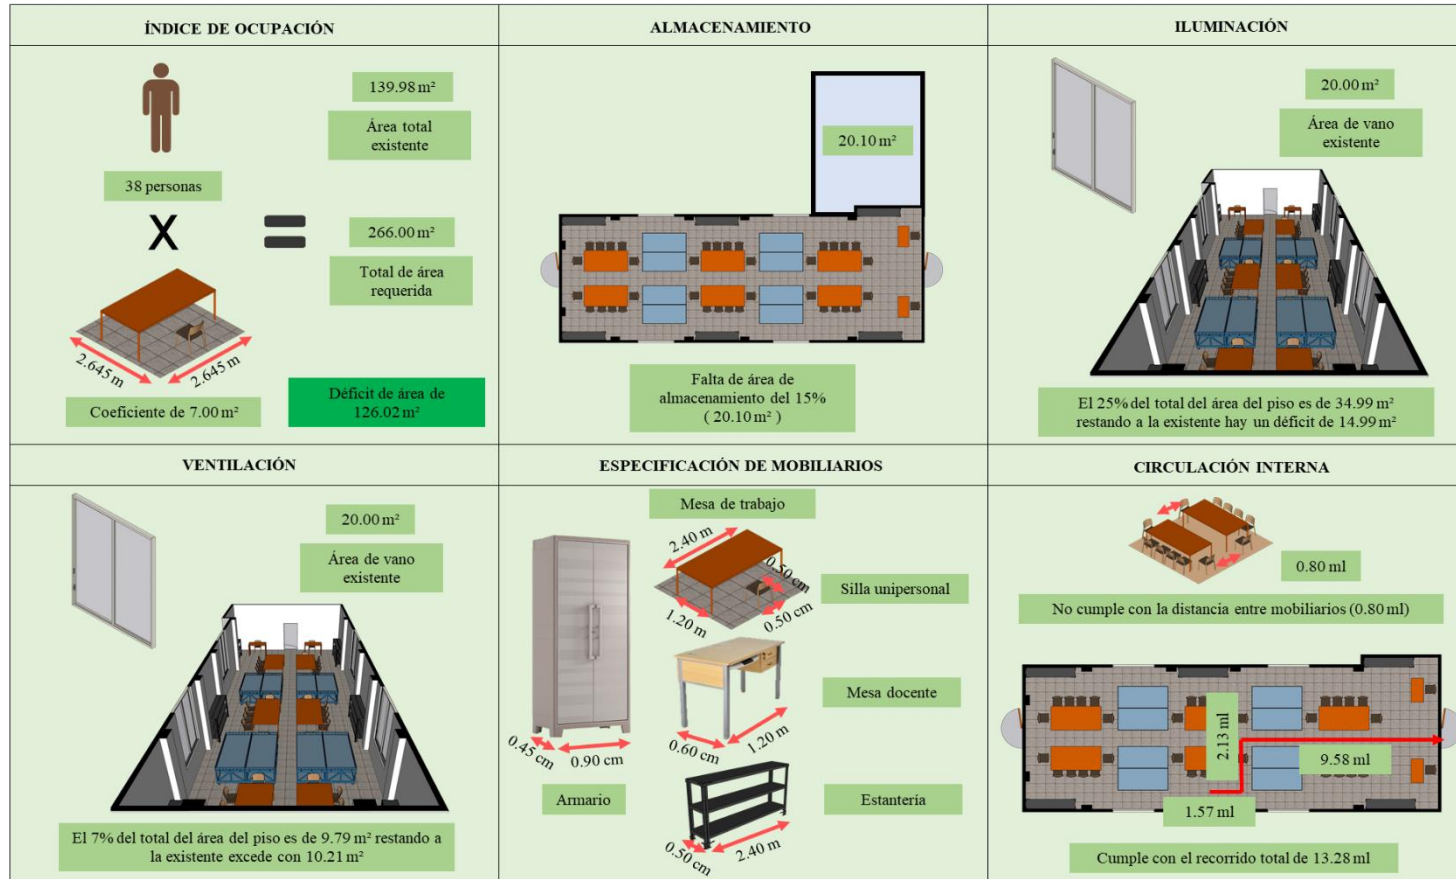 ÍNDICE DE OCUPACIÓN
139.98 m²
Área total
existente
38 personas
X
=
266.00 m²
Total de área
requerida
2.645 m
2.645 m
Coeficiente de 7.00 m²
Déficit de área de
126.02 m²
ALMACENAMIENTO
20.10 m²
Falta de área de
almacenamiento del 15%
( 20.10 m² )
ILUMINACIÓN
20.00 m²
Área de vano
existente
El 25% del total del área del piso es de 34.99 m²
restando a la existente hay un déficit de 14.99 m²
VENTILACIÓN
20.00 m²
Área de vano
existente
El 7% del total del área del piso es de 9.79 m² restando a
la existente excede con 10.21 m²
ESPECIFICACIÓN DE MOBILIARIOS
Mesa de trabajo
2.40 m
0.50 cm
Silla unipersonal
1.20 m
0.50 cm
Mesa docente
0.45 cm
0.90 cm
0.60 cm
1.20 m
Armario
Estantería
0.50 cm
2.40 m
CIRCULACIÓN INTERNA
0.80 ml
No cumple con la distancia entre mobiliarios (0.80 ml)
2.13 ml
9.58 ml
1.57 ml
Cumple con el recorrido total de 13.28 ml